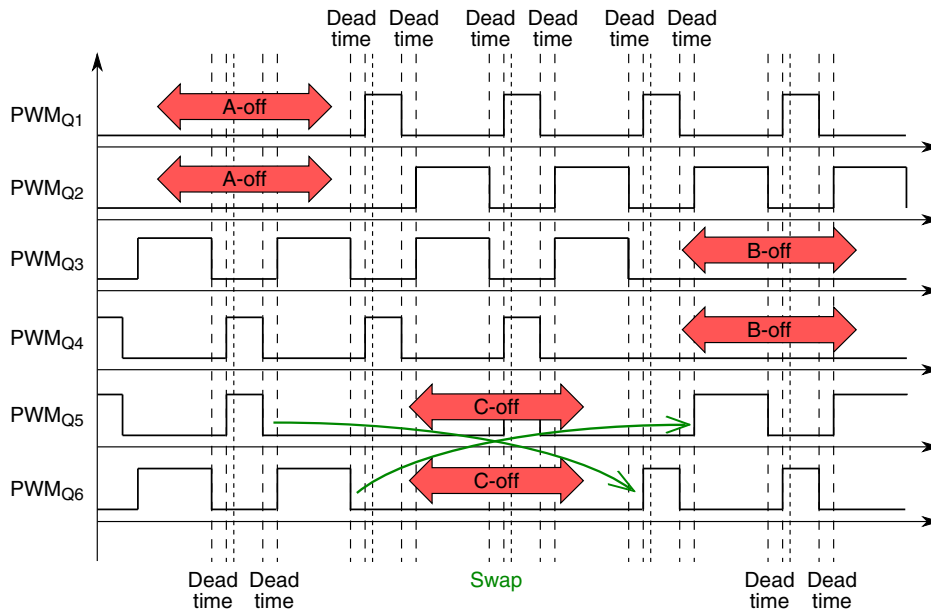 Dead Dead Dead Dead Dead Dead
time time time time time time
PWMQ1 A-off
PWMQ2 A-off
PWMQ3 B-off
PWMQ4 B-off
PWMQ5 C-off
PWMQ6 C-off
Dead Dead Swap Dead Dead
time time time time